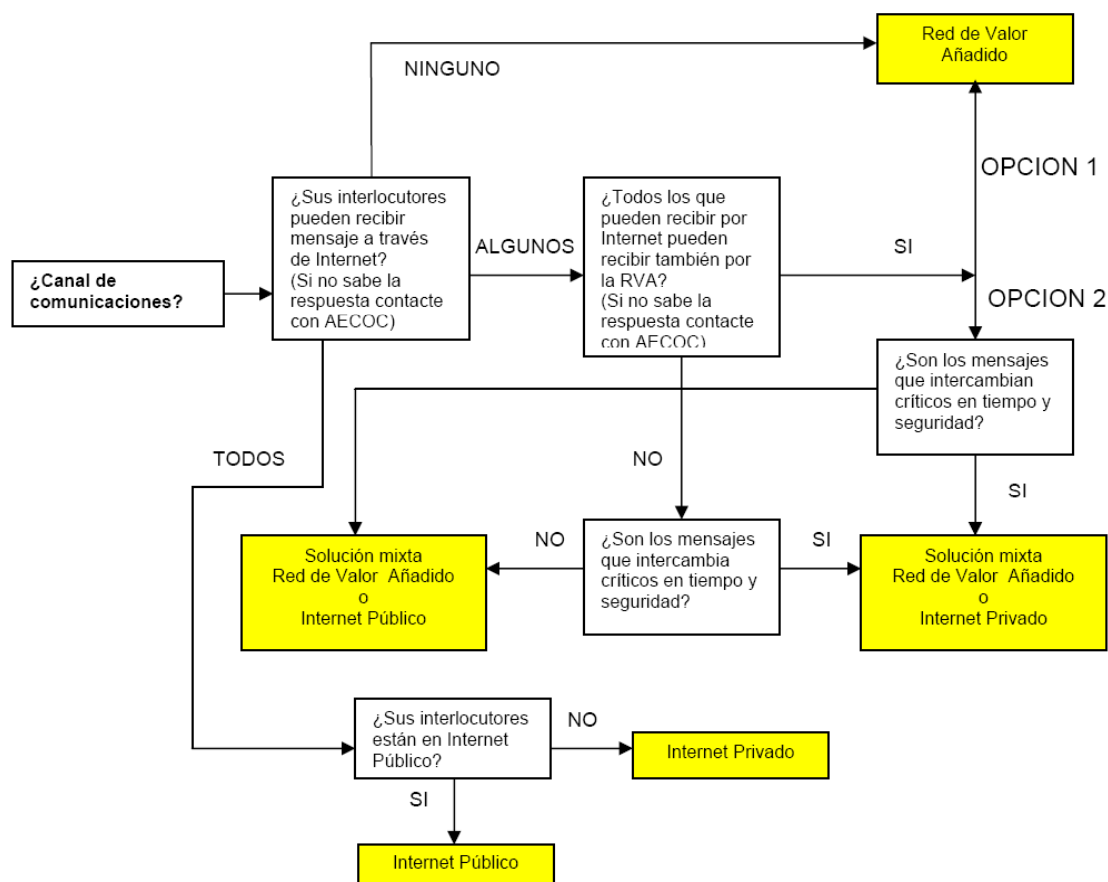 Red de Valor
Añadido
NINGUNO
OPCION 1
¿Sus interlocutores
pueden recibir
mensaje a través
de Internet?
(Si no sabe la
respuesta contacte
con AECOC)
ALGUNOS
¿Todos los que
pueden recibir por
Internet pueden
recibir también por
la RVA?
(Si no sabe la
respuesta contacte
con AECOC)
SI
¿Canal de
comunicaciones?
OPCION 2
¿Son los mensajes
que intercambian
críticos en tiempo y
seguridad?
TODOS
NO
SI
Solución mixta
Red de Valor Añadido
o
Internet Público
NO
¿Son los mensajes
que intercambia
críticos en tiempo y
seguridad?
SI
Solución mixta
Red de Valor Añadido
o
Internet Privado
¿Sus interlocutores
están en Internet
Público?
NO
Internet Privado
SI
Internet Público